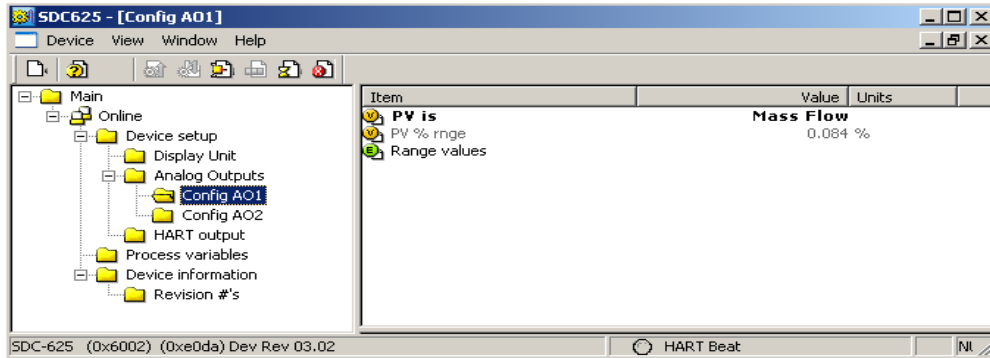 SDC625 - [Config AO1]
Device View Window Help
Main
Online
Device setup
Display Unit
Analog Outputs
Config AO1
Config AO2
HART output
Process variables
Device information
Revision #'s
Item Value Units
PV is Mass Flow
PV % rnge 0.084 %
Range values
SDC-625 (0x6002) (0xe0da) Dev Rev 03.02 HART Beat